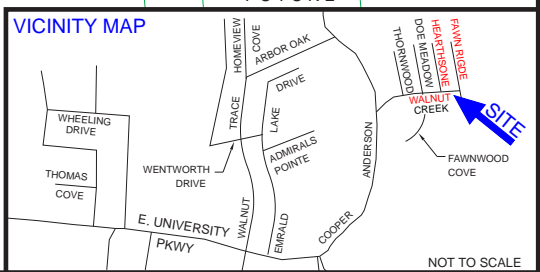 VICINITY MAP
HOMEVIEW
COVE
ARBOR OAK
DRIVE
LAKE
TRACE
ADMIRALS
POINTE
WENTWORTH
DRIVE
WHEELING
DRIVE
THOMAS
COVE
E. UNIVERSITY
PKWY
WALNUT
EMRALD
COOPER
ANDERSON
THORNWOOD
DOE MEADOW
HEARTHSONE
FAWN RIGDE
WALNUT
CREEK
SITE
FAWNWOOD
COVE
NOT TO SCALE